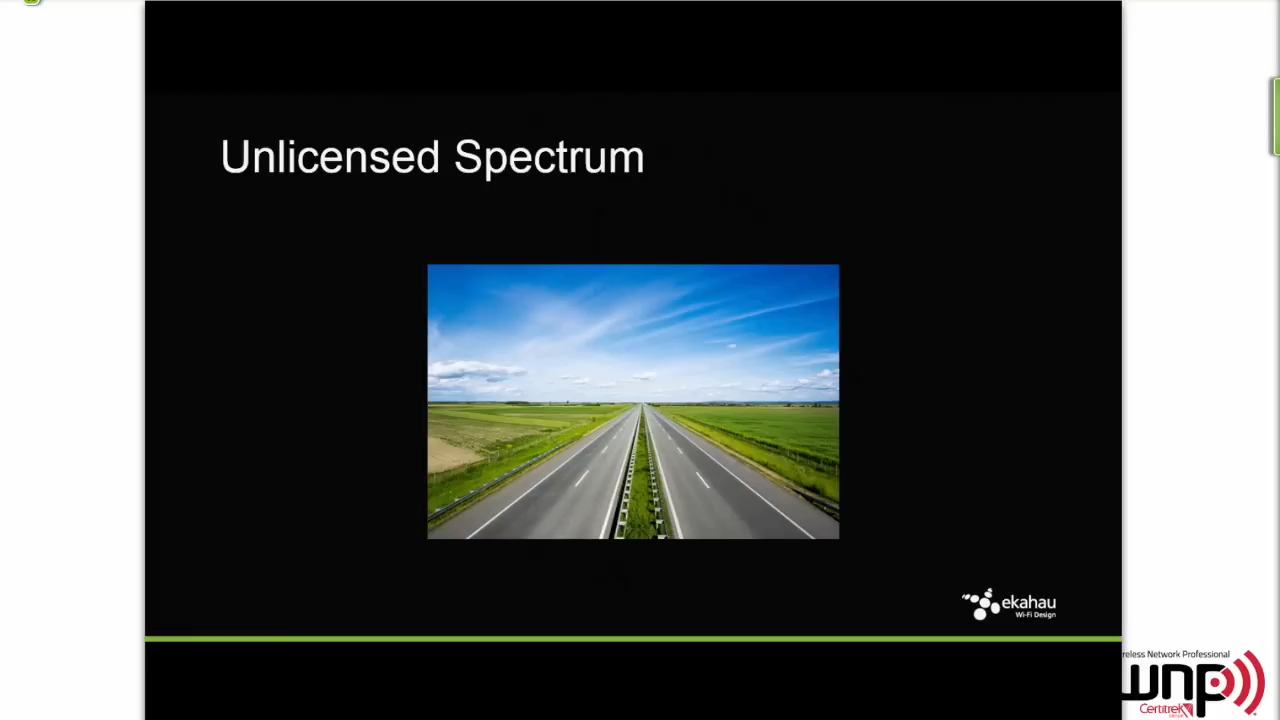 Unlicensed Spectrum
ekahau
Wi-Fi Design
reless Network Professional
wnp
Certitrek